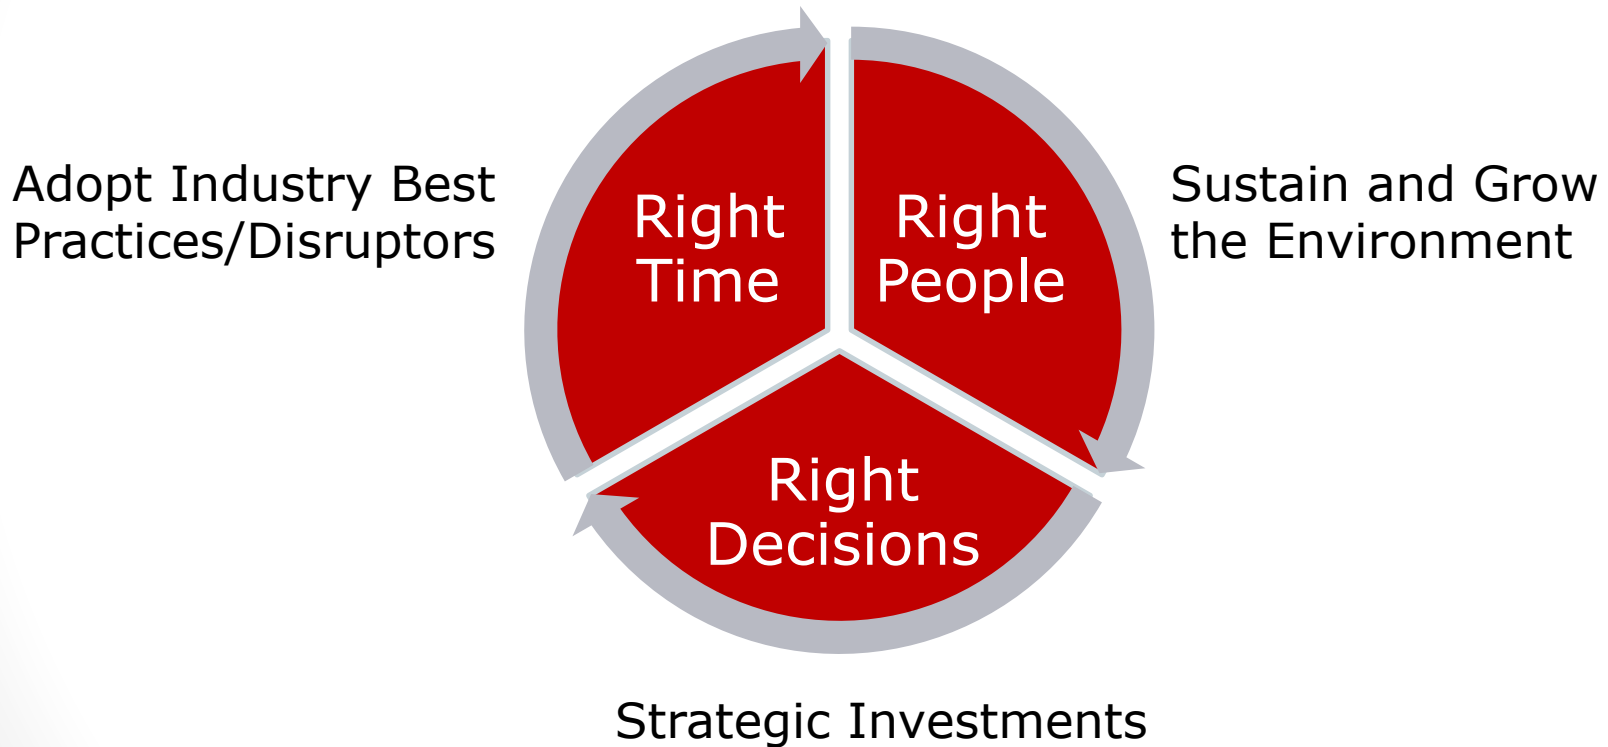 Adopt Industry Best
Practices/Disruptors
Right
Time
Right
People
Sustain and Grow
the Environment
Right
Decisions
Strategic Investments